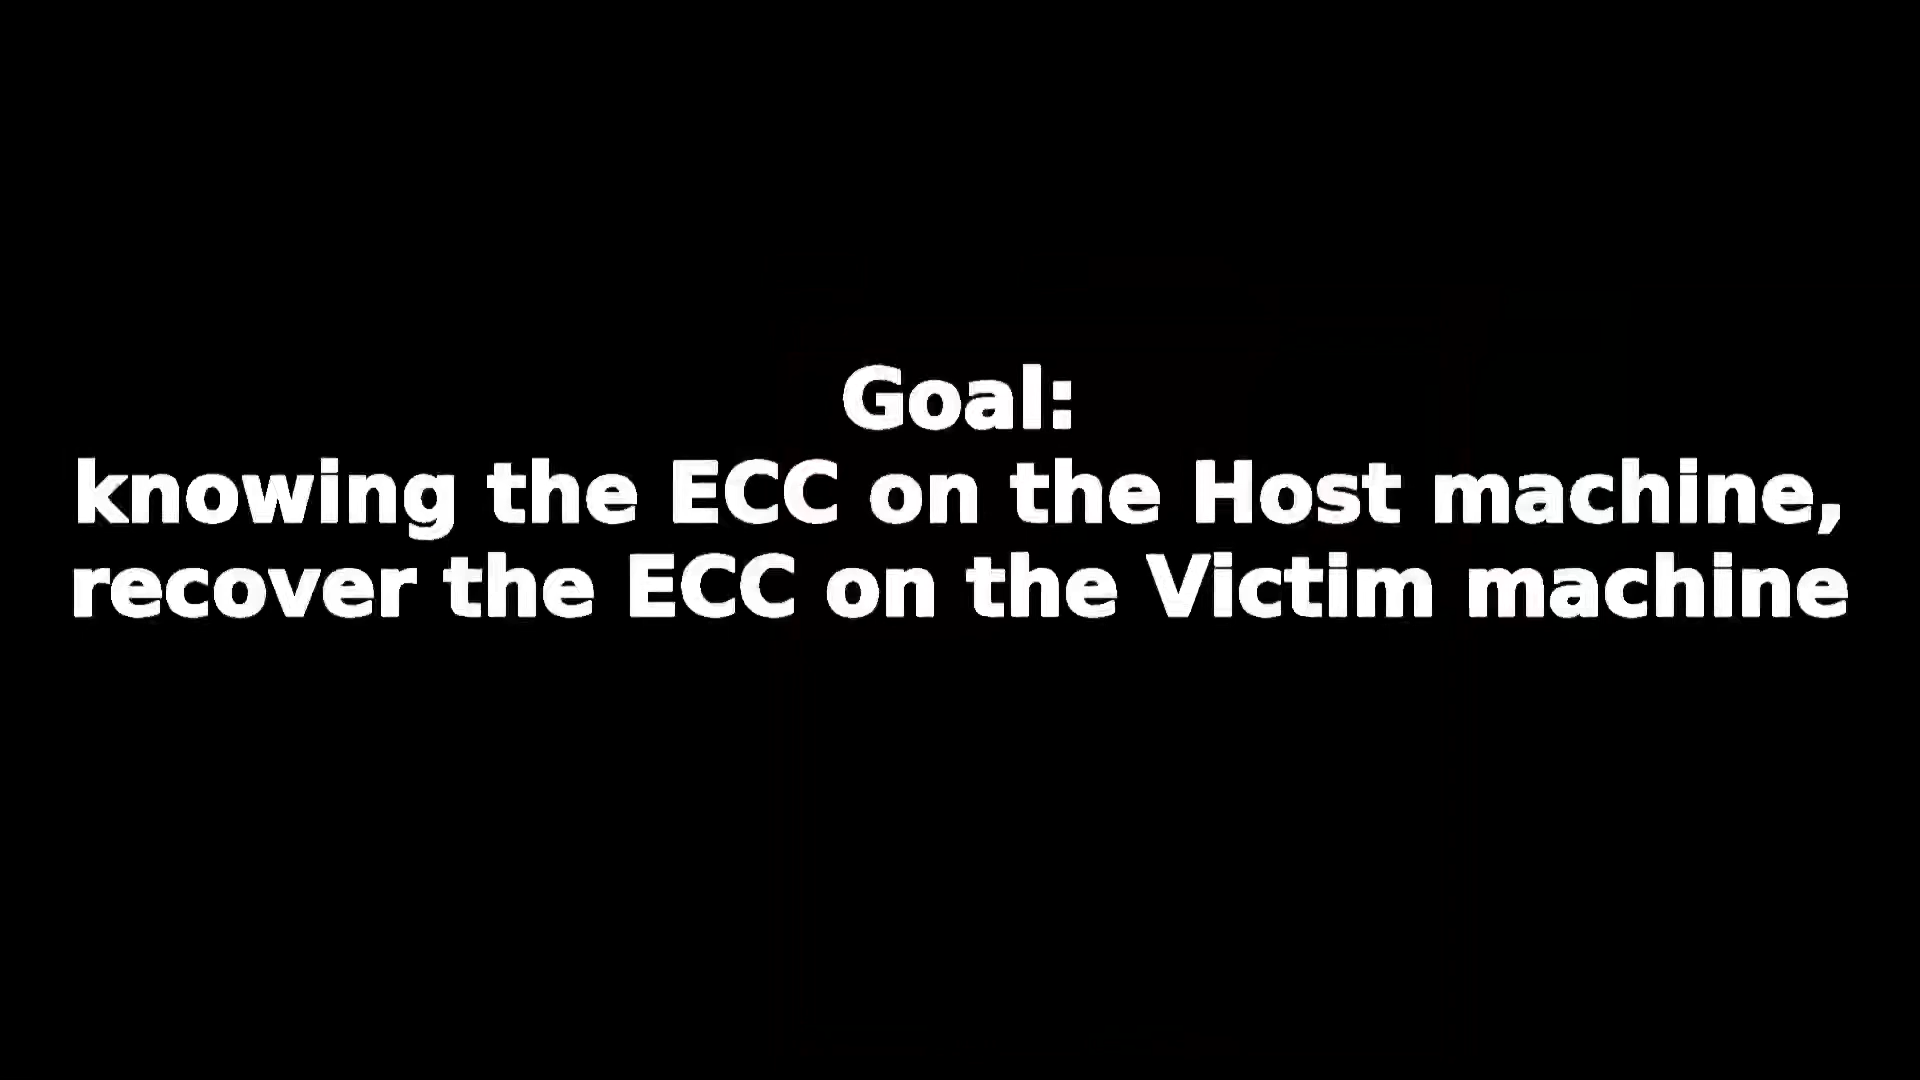 Goal:
knowing the ECC on the Host machine,
recover the ECC on the Victim machine